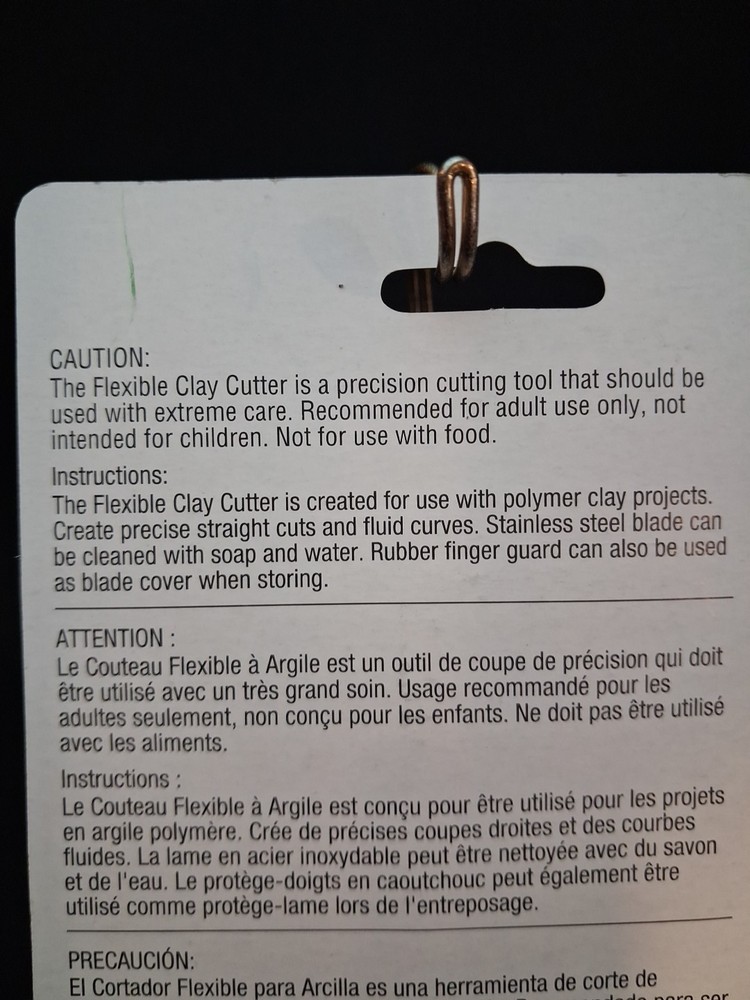 CAUTION:
The Flexible Clay Cutter is a precision cutting tool that should be
used with extreme care. Recommended for adult use only, not
intended for children. Not for use with food.
Instructions:
The Flexible Clay Cutter is created for use with polymer clay projects.
Create precise straight cuts and fluid curves. Stainless steel blade can
be cleaned with soap and water. Rubber finger guard can also be used
as blade cover when storing.
ATTENTION :
Le Couteau Flexible à Argile est un outil de coupe de précision qui doit
être utilisé avec un très grand soin. Usage recommandé pour les
adultes seulement, non conçu pour les enfants. Ne doit pas être utilisé
avec les aliments.
Instructions :
Le Couteau Flexible à Argile est conçu pour être utilisé pour les projets
en argile polymère. Crée de précises coupes droites et des courbes
fluides. La lame en acier inoxydable peut être nettoyée avec du savon
et de l'eau. Le protège-doigts en caoutchouc peut également être
utilisé comme protège-lame lors de l'entreposage.
PRECAUCIÓN:
El Cortador Flexible para Arcilla es una herramienta de corte de
para ser